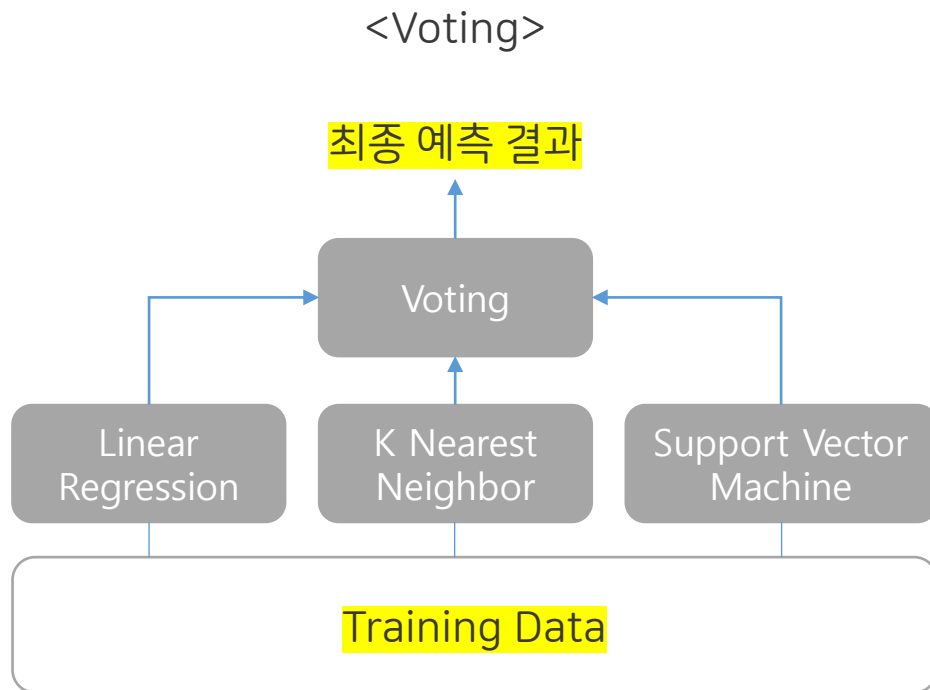 <Voting>
최종 예측 결과
Voting
Linear
Regression
K Nearest
Neighbor
Support Vector
Machine
Training Data